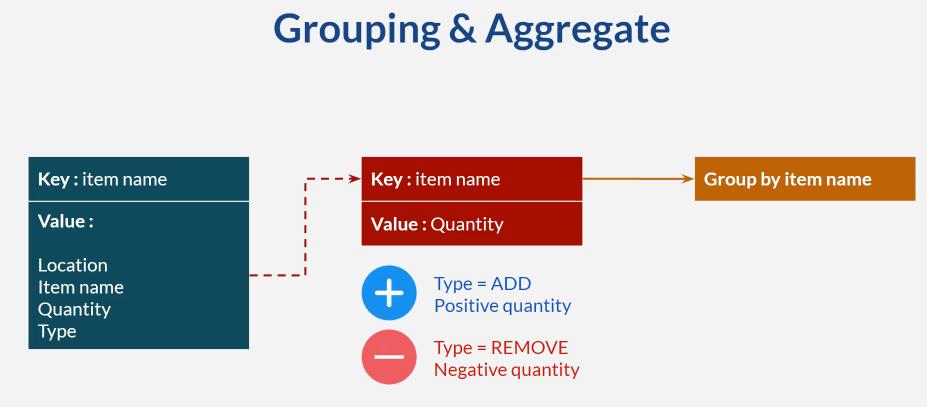 Grouping & Aggregate
Key : item name
Value :
Location
Item name
Quantity
Type
Key : item name
Value : Quantity
Type = ADD
Positive quantity
Type = REMOVE
Negative quantity
Group by item name